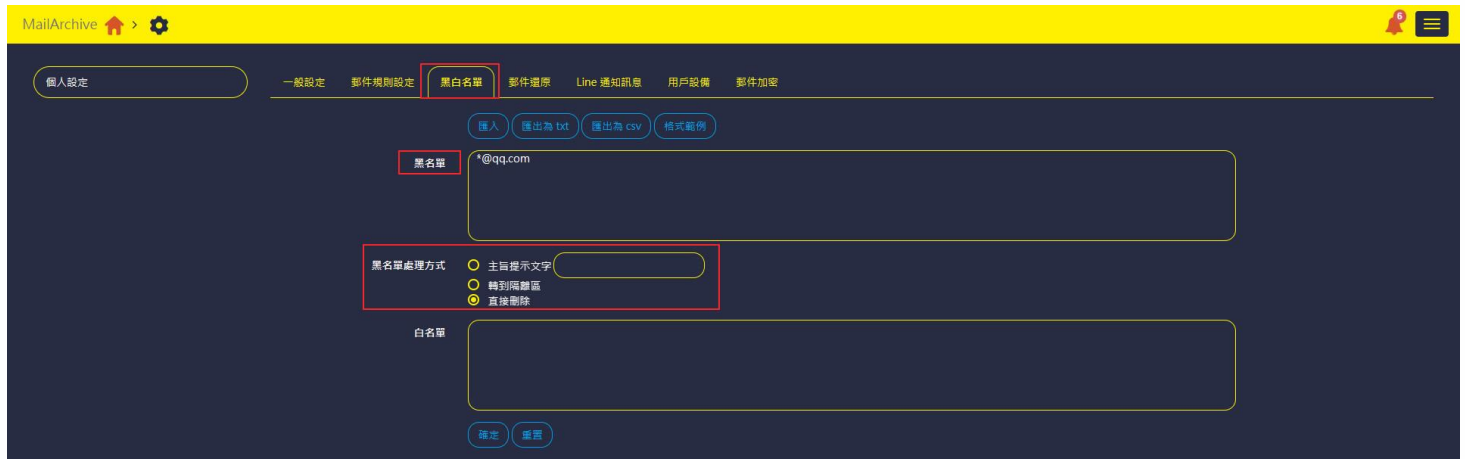 MailArchive >
6
個人設定
一般設定 郵件規則設定 黑白名單 郵件還原 Line 通知訊息 用戶設備 郵件加密
匯入 匯出為 txt 匯出為 csv 格式範例
黑名單 *@qq.com
黑名單處理方式 主旨提示文字
轉到隔離區
直接刪除
白名單
確定 重置